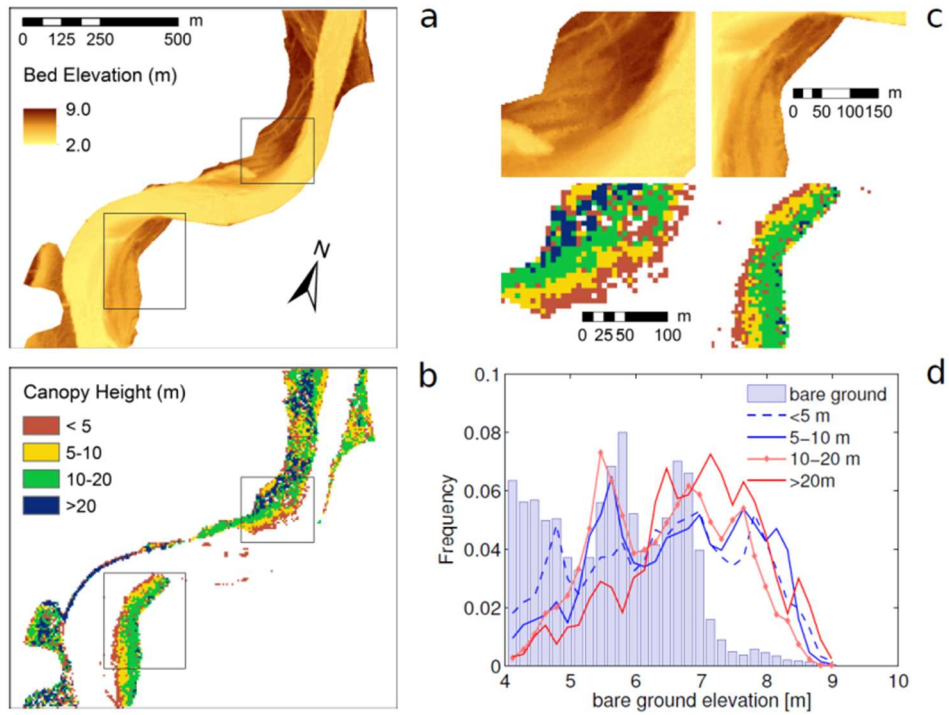 m
0 125 250 500
Bed Elevation (m)
9.0
2.0
N
a
c
m
0 50 100150
m
0 25 50 100
Canopy Height (m)
< 5
5-10
10-20
>20
b
d
0.1
0.08
0.06
0.04
0.02
0
Frequency
bare ground
<5 m
5−10 m
10−20 m
>20m
4 5 6 7 8 9 10
bare ground elevation [m]